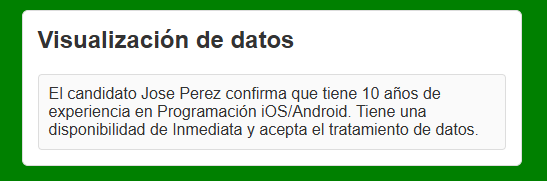 Visualización de datos
El candidato Jose Perez confirma que tiene 10 años de
experiencia en Programación iOS/Android. Tiene una
disponibilidad de Inmediata y acepta el tratamiento de datos.